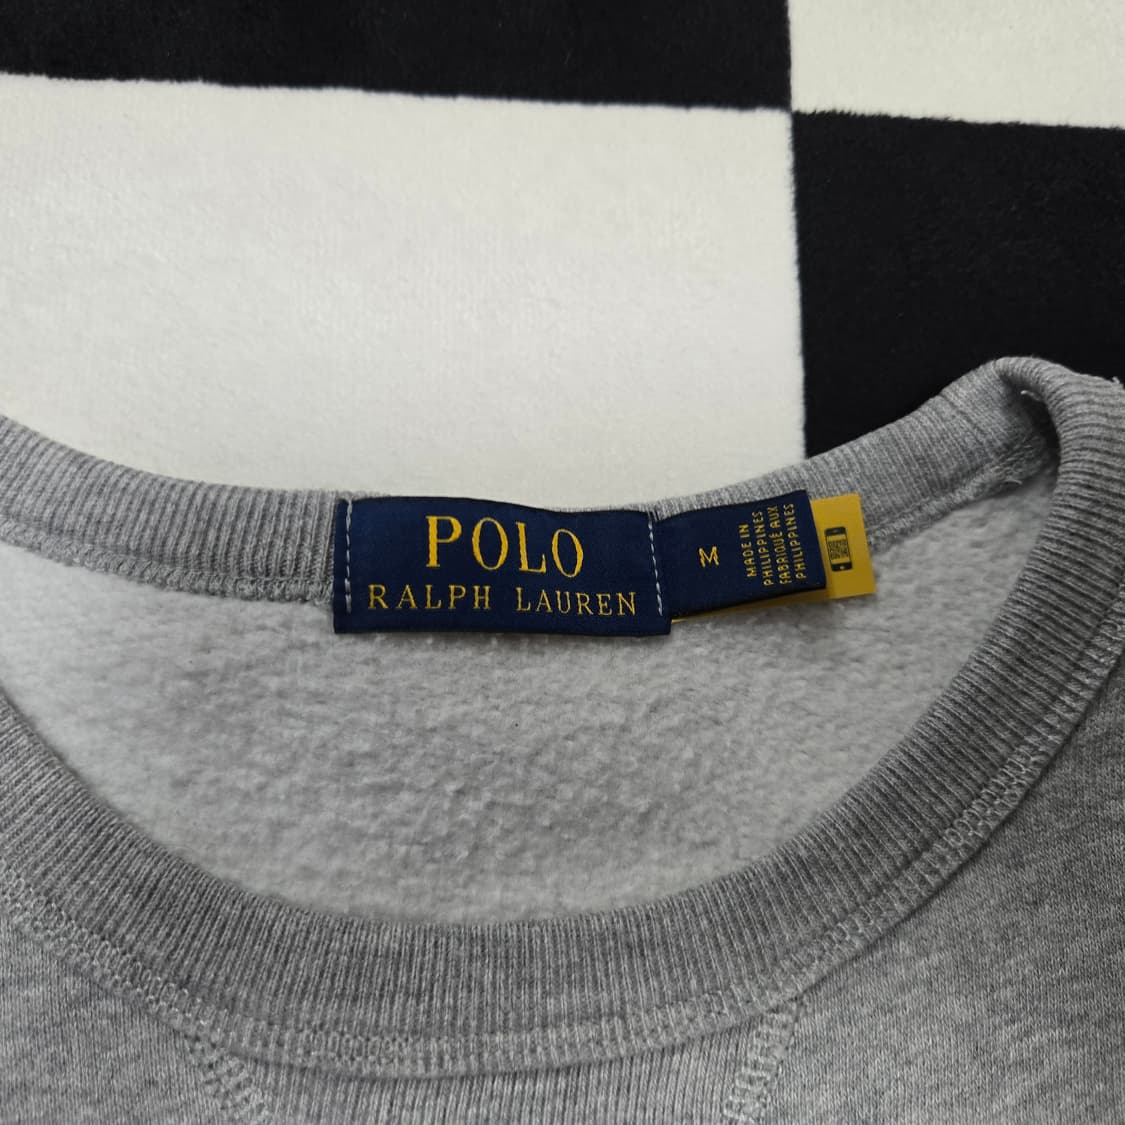 POLO
RALPH LAUREN
M
MADE IN
PHILIPPINES
FABRIQUÉ AUX
PHILIPPINES